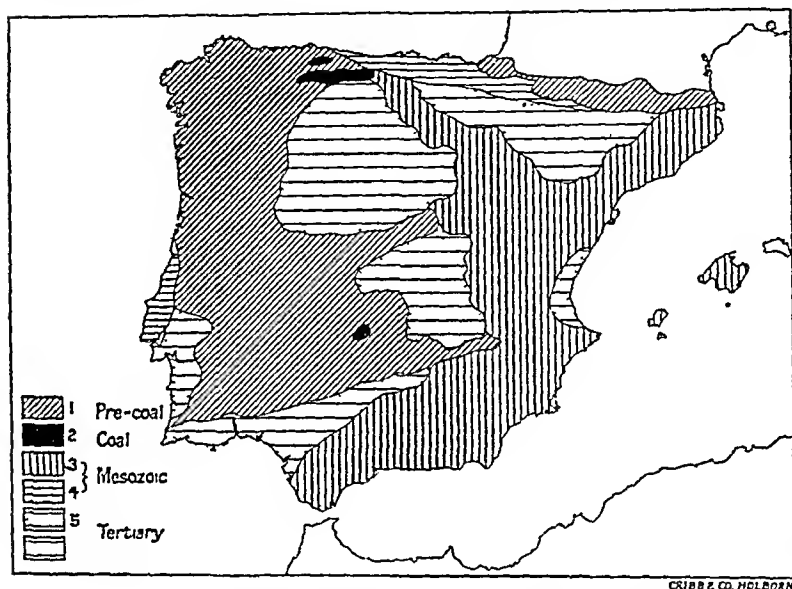 1 Pre-coal
2 Coal
3
Mesozoic
4
5
Tertiary
CRIBB & CO. HOLBORN